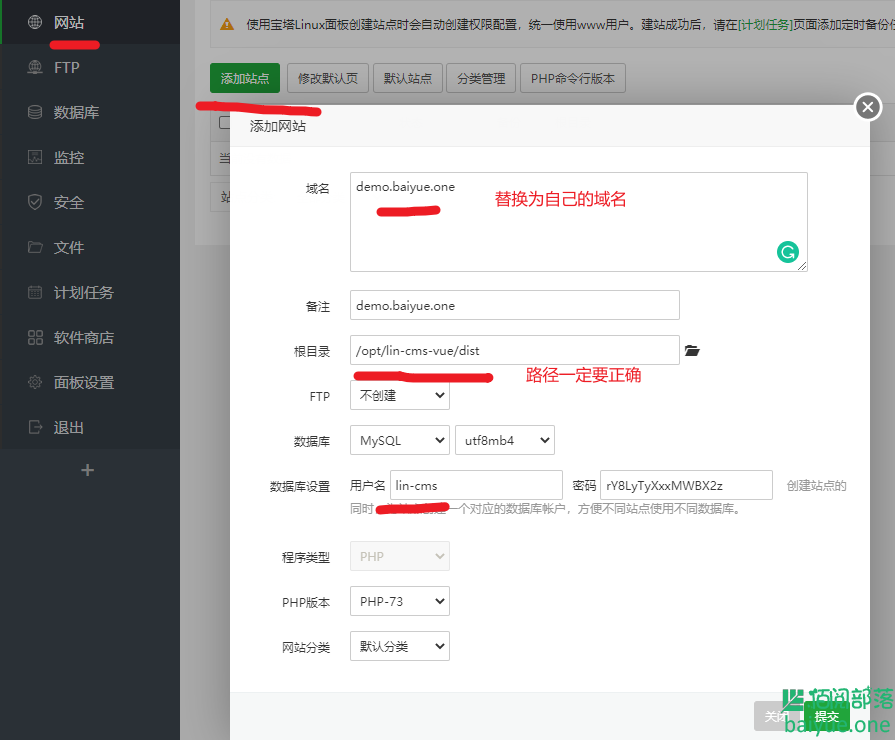 网站
FTP
数据库
监控
安全
文件
计划任务
软件商店
面板设置
退出
使用宝塔Linux面板创建站点时会自动创建权限配置，统一使用www用户。建站成功后，请在[计划任务]页面添加定时备份任
添加站点
修改默认页
默认站点
分类管理
PHP命令行版本
添加网站
域名
demo.baiyue.one
替换为自己的域名
备注
demo.baiyue.one
根目录
/opt/lin-cms-vue/dist
路径一定要正确
FTP
不创建
数据库
MySQL
utf8mb4
数据库设置
用户名
lin-cms
密码
rY8LyTyXxxMWBX2z
创建站点的
同时，
一个对应的数据库帐户，方便不同站点使用不同数据库。
程序类型
PHP
PHP版本
PHP-73
网站分类
默认分类
关闭
提交
佰阅部落
baiyue.one